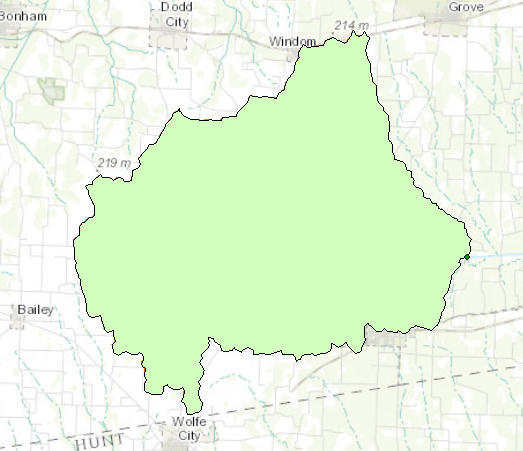 Bonham
Dodd
City
Grove
214 m
Windom
219 m
Bailey
Wolfe
City
HUNT